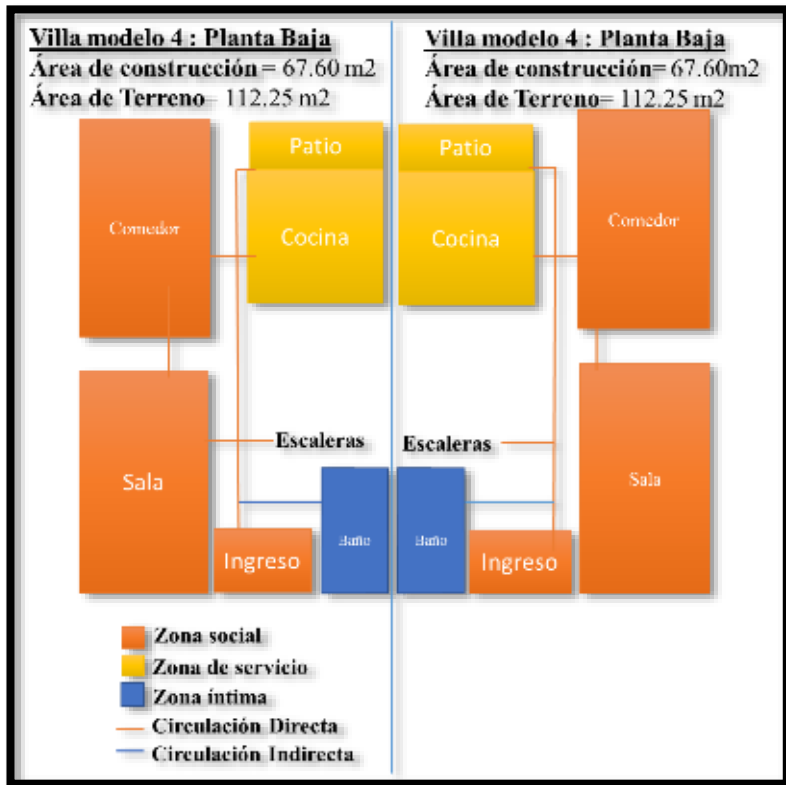 Villa modelo 4 : Planta Baja
Área de construcción= 67.60 m2
Área de Terreno= 112.25 m2
Patio
Comedor
Cocina
Escaleras
Sala
Baño
Ingreso
Villa modelo 4 : Planta Baja
Área de construcción= 67.60m2
Área de Terreno= 112.25 m2
Patio
Comedor
Cocina
Escaleras
Sala
Baño
Ingreso
Zona social
Zona de servicio
Zona íntima
Circulación Directa
Circulación Indirecta